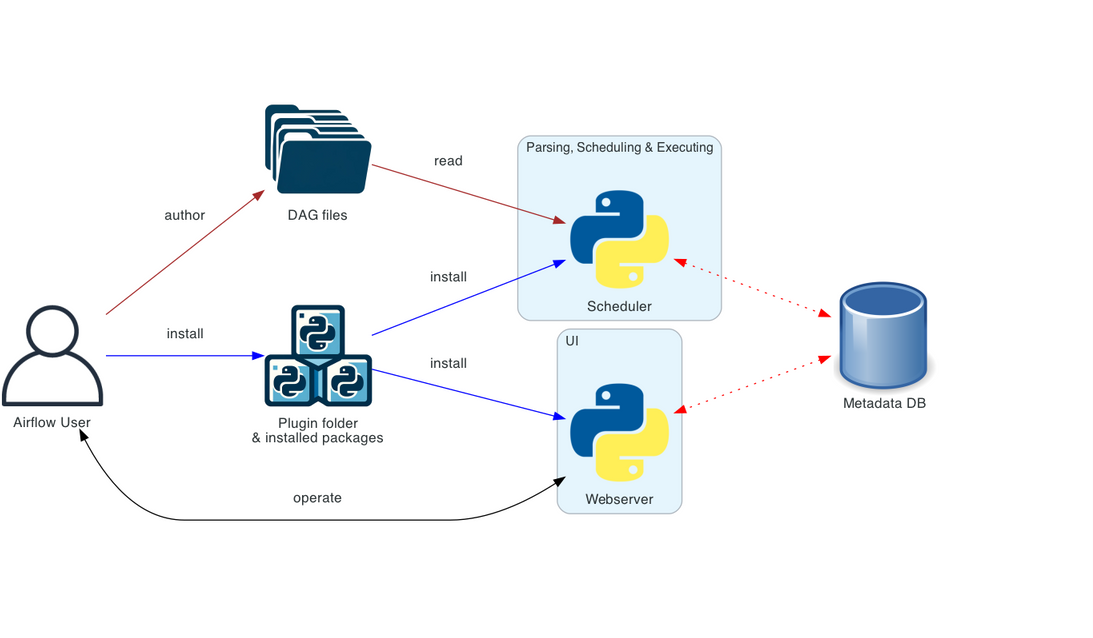 Parsing, Scheduling & Executing
read
author
DAG files
install
Scheduler
install
UI
install
Metadata DB
Airflow User
Plugin folder
& installed packages
operate
Webserver